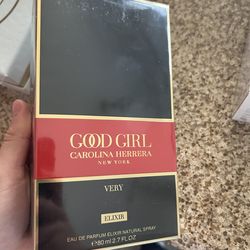 GOOD GIRL
CAROLINA HERRERA
NEW YORK
VERY
ELIXIR
EAU DE PARFUM ELIXIR NATURAL SPRAY
℮ 80 ml 2.7 FL. OZ